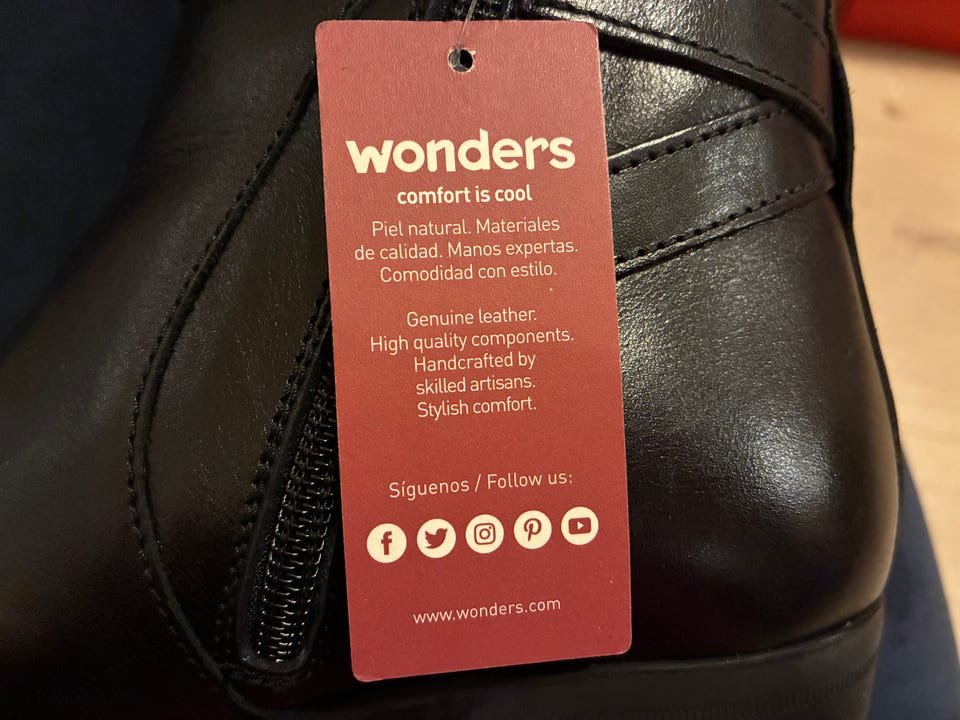 wonders
comfort is cool
Piel natural. Materiales
de calidad. Manos expertas.
Comodidad con estilo.
Genuine leather.
High quality components.
Handcrafted by
skilled artisans.
Stylish comfort.
Síguenos / Follow us:
www.wonders.com